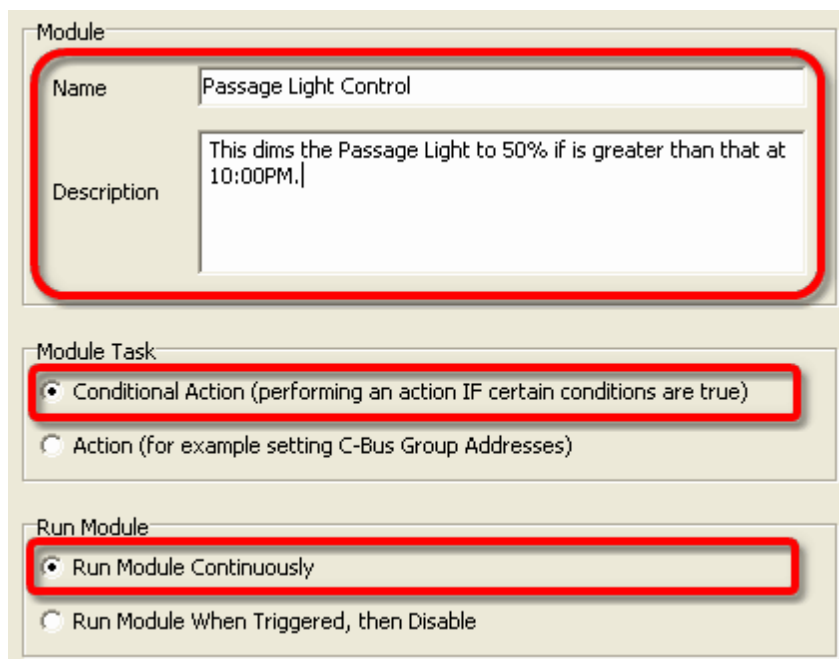 Module
Name
Passage Light Control
Description
This dims the Passage Light to 50% if is greater than that at
10:00PM.
Module Task
Conditional Action (performing an action IF certain conditions are true)
Action (for example setting C-Bus Group Addresses)
Run Module
Run Module Continuously
Run Module When Triggered, then Disable